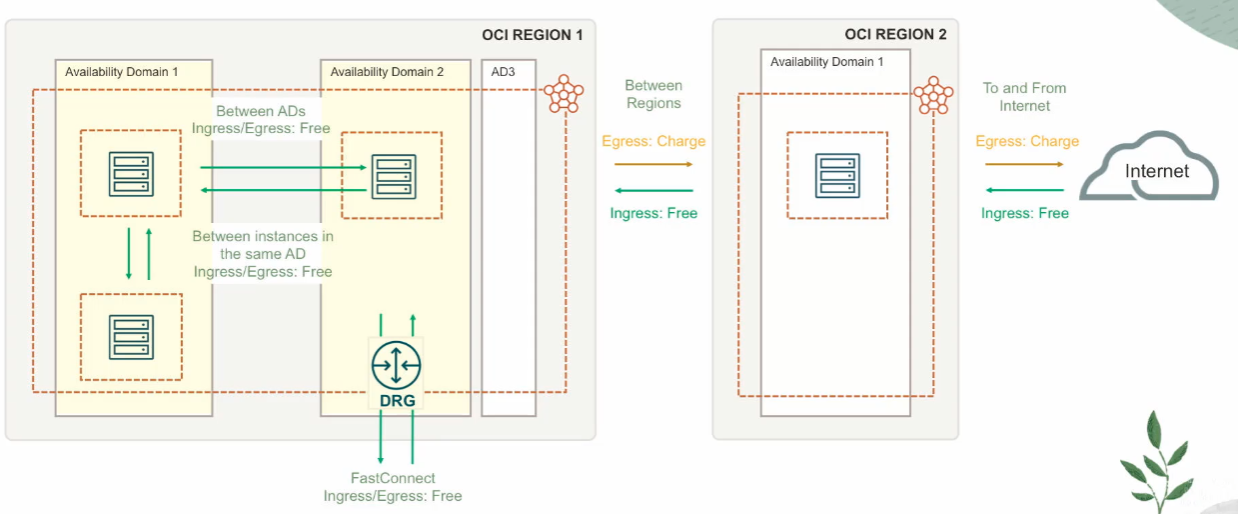 OCI REGION 1
Availability Domain 1
Availability Domain 2
AD3
Between ADs
Ingress/Egress: Free
Between instances in
the same AD
Ingress/Egress: Free
DRG
FastConnect
Ingress/Egress: Free
Between
Regions
Egress: Charge
Ingress: Free
OCI REGION 2
Availability Domain 1
To and From
Internet
Egress: Charge
Ingress: Free
Internet